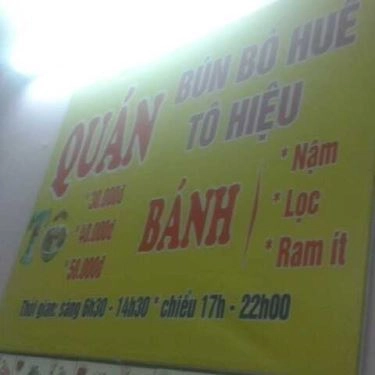 QUÁN BÚN BÒ HUẾ
TÔ HIỆU
TÔ
* 30.000đ
* 40.000đ
* 50.000đ
BÁNH
* Nậm
* Lọc
* Ram ít
Thời gian: sáng 6h30 - 14h30 * chiều 17h - 22h00